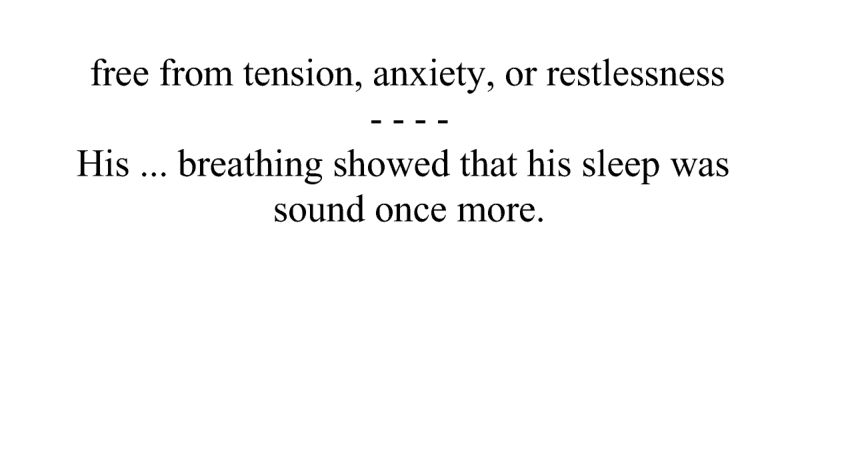 free from tension, anxiety, or restlessness
- - - -
His ... breathing showed that his sleep was
sound once more.